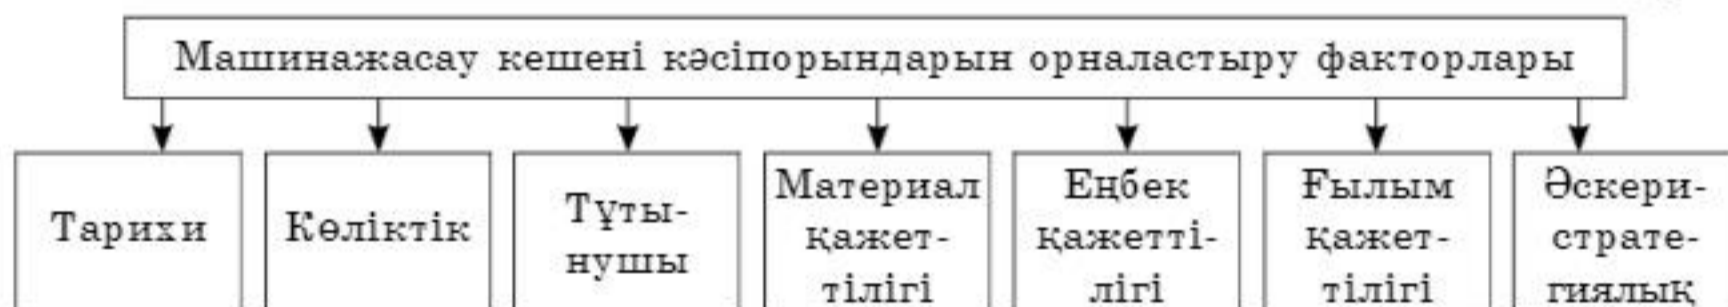 Машинажасау кешені кәсіпорындарын орналастыру факторлары
Тарихи
Көліктік
Тұты-
нушы
Материал
қажет-
тілігі
Еңбек
қажетті-
лігі
Ғылым
қажет-
тілігі
Әскери-
страте-
гиялық